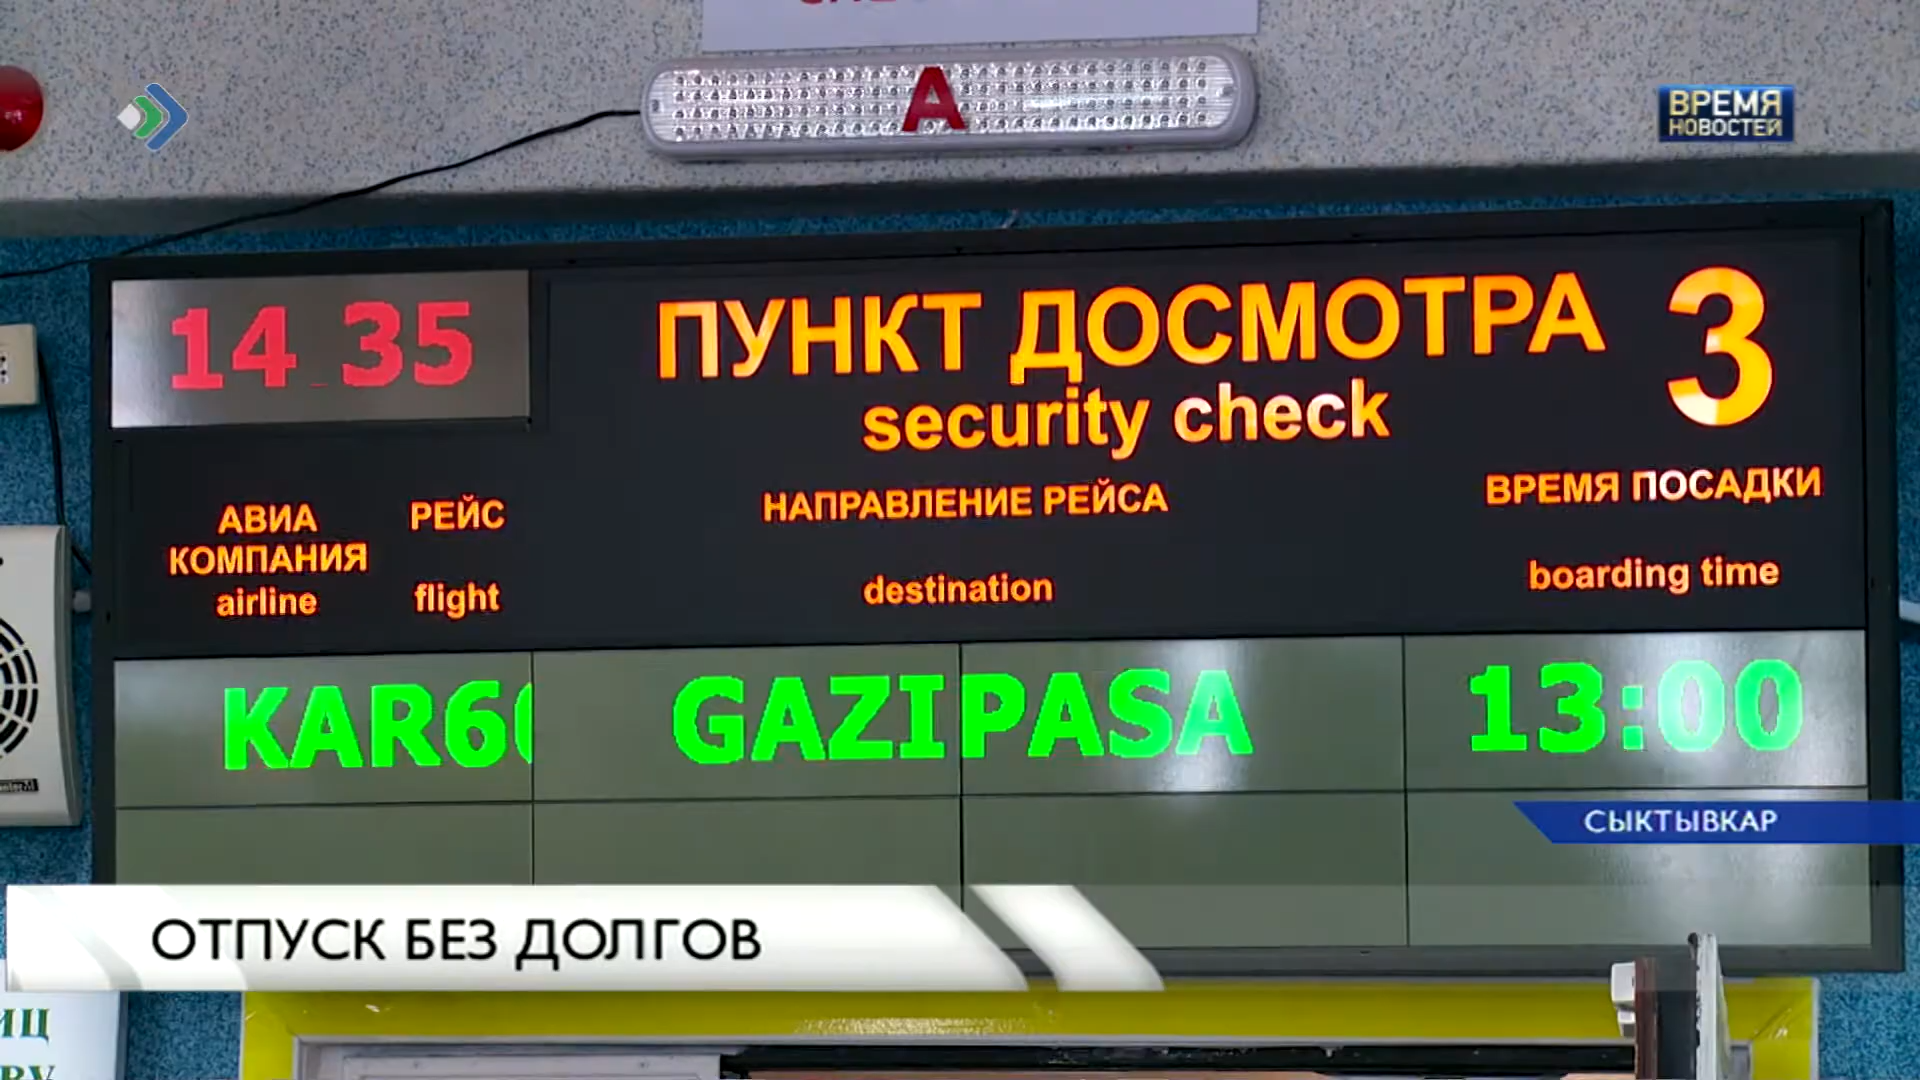 А
ВРЕМЯ
НОВОСТЕЙ
14 35
ПУНКТ ДОСМОТРА 3
security check
АВИА
КОМПАНИЯ
airline
РЕЙС
flight
НАПРАВЛЕНИЕ РЕЙСА
destination
ВРЕМЯ ПОСАДКИ
boarding time
KAR60 GAZIPASA 13:00
СЫКТЫВКАР
ОТПУСК БЕЗ ДОЛГОВ